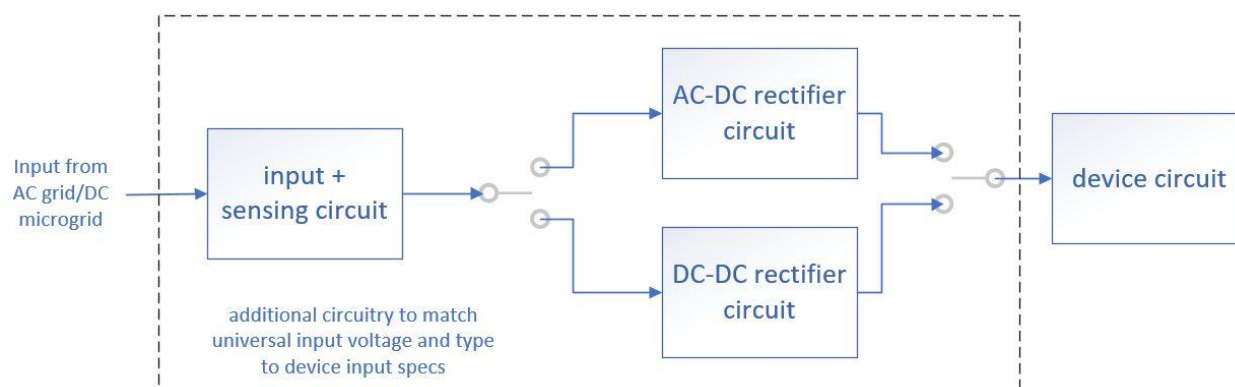 Input from
AC grid/DC
microgrid
input +
sensing circuit
AC-DC rectifier
circuit
DC-DC rectifier
circuit
device circuit
additional circuitry to match
universal input voltage and type
to device input specs